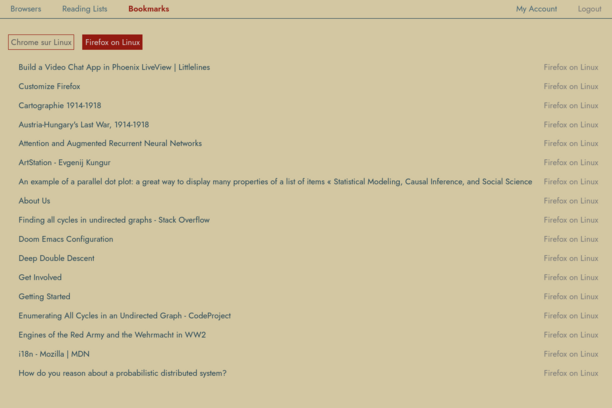 Browsers Reading Lists Bookmarks My Account Logout
Chrome sur Linux Firefox on Linux
Build a Video Chat App in Phoenix LiveView | Littlelines Firefox on Linux
Customize Firefox Firefox on Linux
Cartographie 1914-1918 Firefox on Linux
Austria-Hungary's Last War, 1914-1918 Firefox on Linux
Attention and Augmented Recurrent Neural Networks Firefox on Linux
ArtStation - Evgenij Kungur Firefox on Linux
An example of a parallel dot plot: a great way to display many properties of a list of items « Statistical Modeling, Causal Inference, and Social Science Firefox on Linux
About Us Firefox on Linux
Finding all cycles in undirected graphs - Stack Overflow Firefox on Linux
Doom Emacs Configuration Firefox on Linux
Deep Double Descent Firefox on Linux
Get Involved Firefox on Linux
Getting Started Firefox on Linux
Enumerating All Cycles in an Undirected Graph - CodeProject Firefox on Linux
Engines of the Red Army and the Wehrmacht in WW2 Firefox on Linux
i18n - Mozilla | MDN Firefox on Linux
How do you reason about a probabilistic distributed system? Firefox on Linux